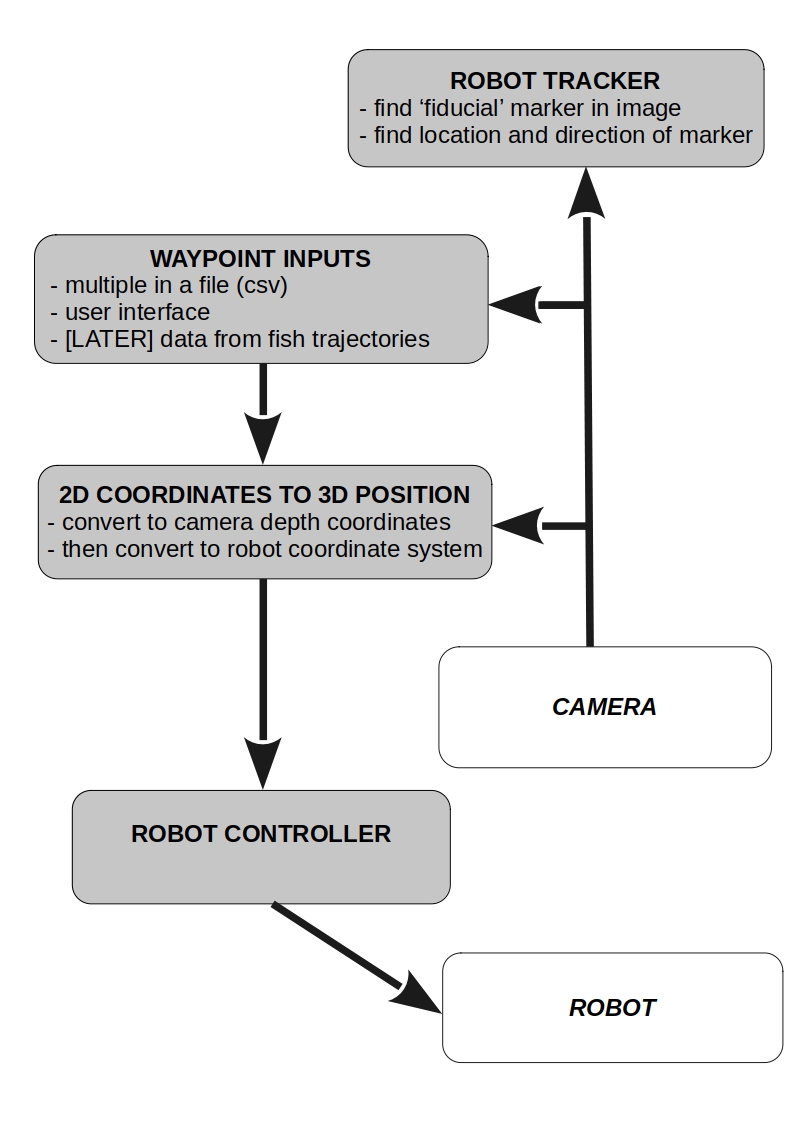 ROBOT TRACKER
- find ‘fiducial’ marker in image
- find location and direction of marker
WAYPOINT INPUTS
- multiple in a file (csv)
- user interface
- [LATER] data from fish trajectories
2D COORDINATES TO 3D POSITION
- convert to camera depth coordinates
- then convert to robot coordinate system
CAMERA
ROBOT CONTROLLER
ROBOT